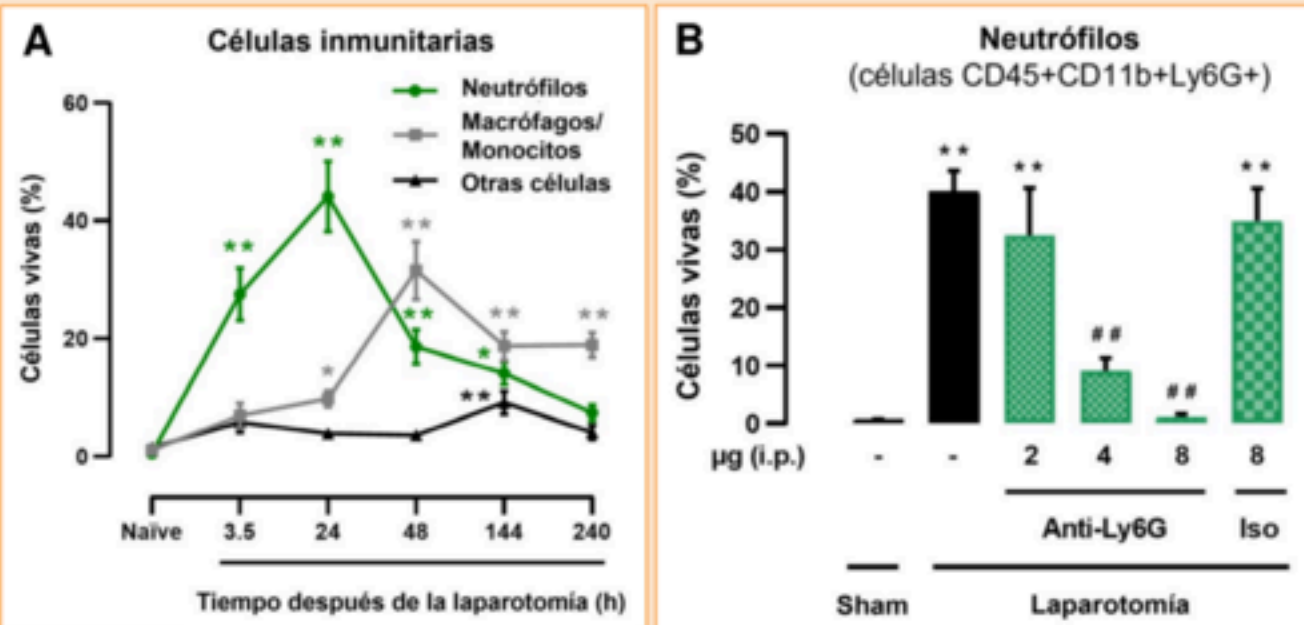 A
Células inmunitarias
Neutrófilos
Macrófagos/
Monocitos
Otras células
Células vivas (%)
60
40
20
0
**
**
**
*
*
**
**
**
**
Naïve 3.5 24 48 144 240
Tiempo después de la laparotomía (h)
B
Neutrófilos
(células CD45+CD11b+Ly6G+)
Células vivas (%)
50
40
30
20
10
0
** ** **
##
##
µg (i.p.) - - 2 4 8 8
Anti-Ly6G Iso
Sham Laparotomía